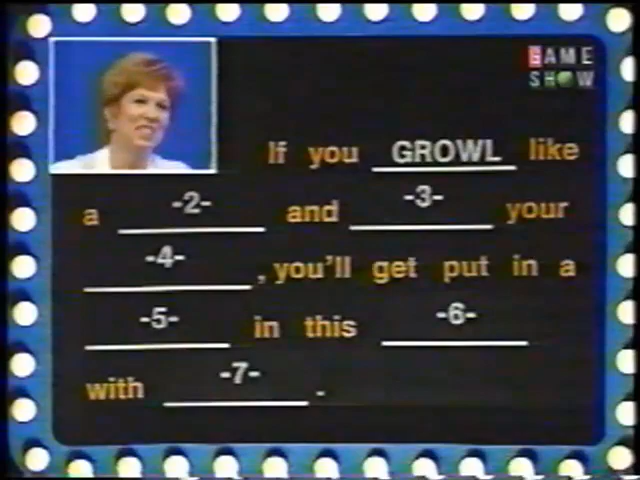 GAME
SHOW
If you GROWL like
a -2- and -3- your
-4-, you'll get put in a
-5- in this -6-
with -7-.